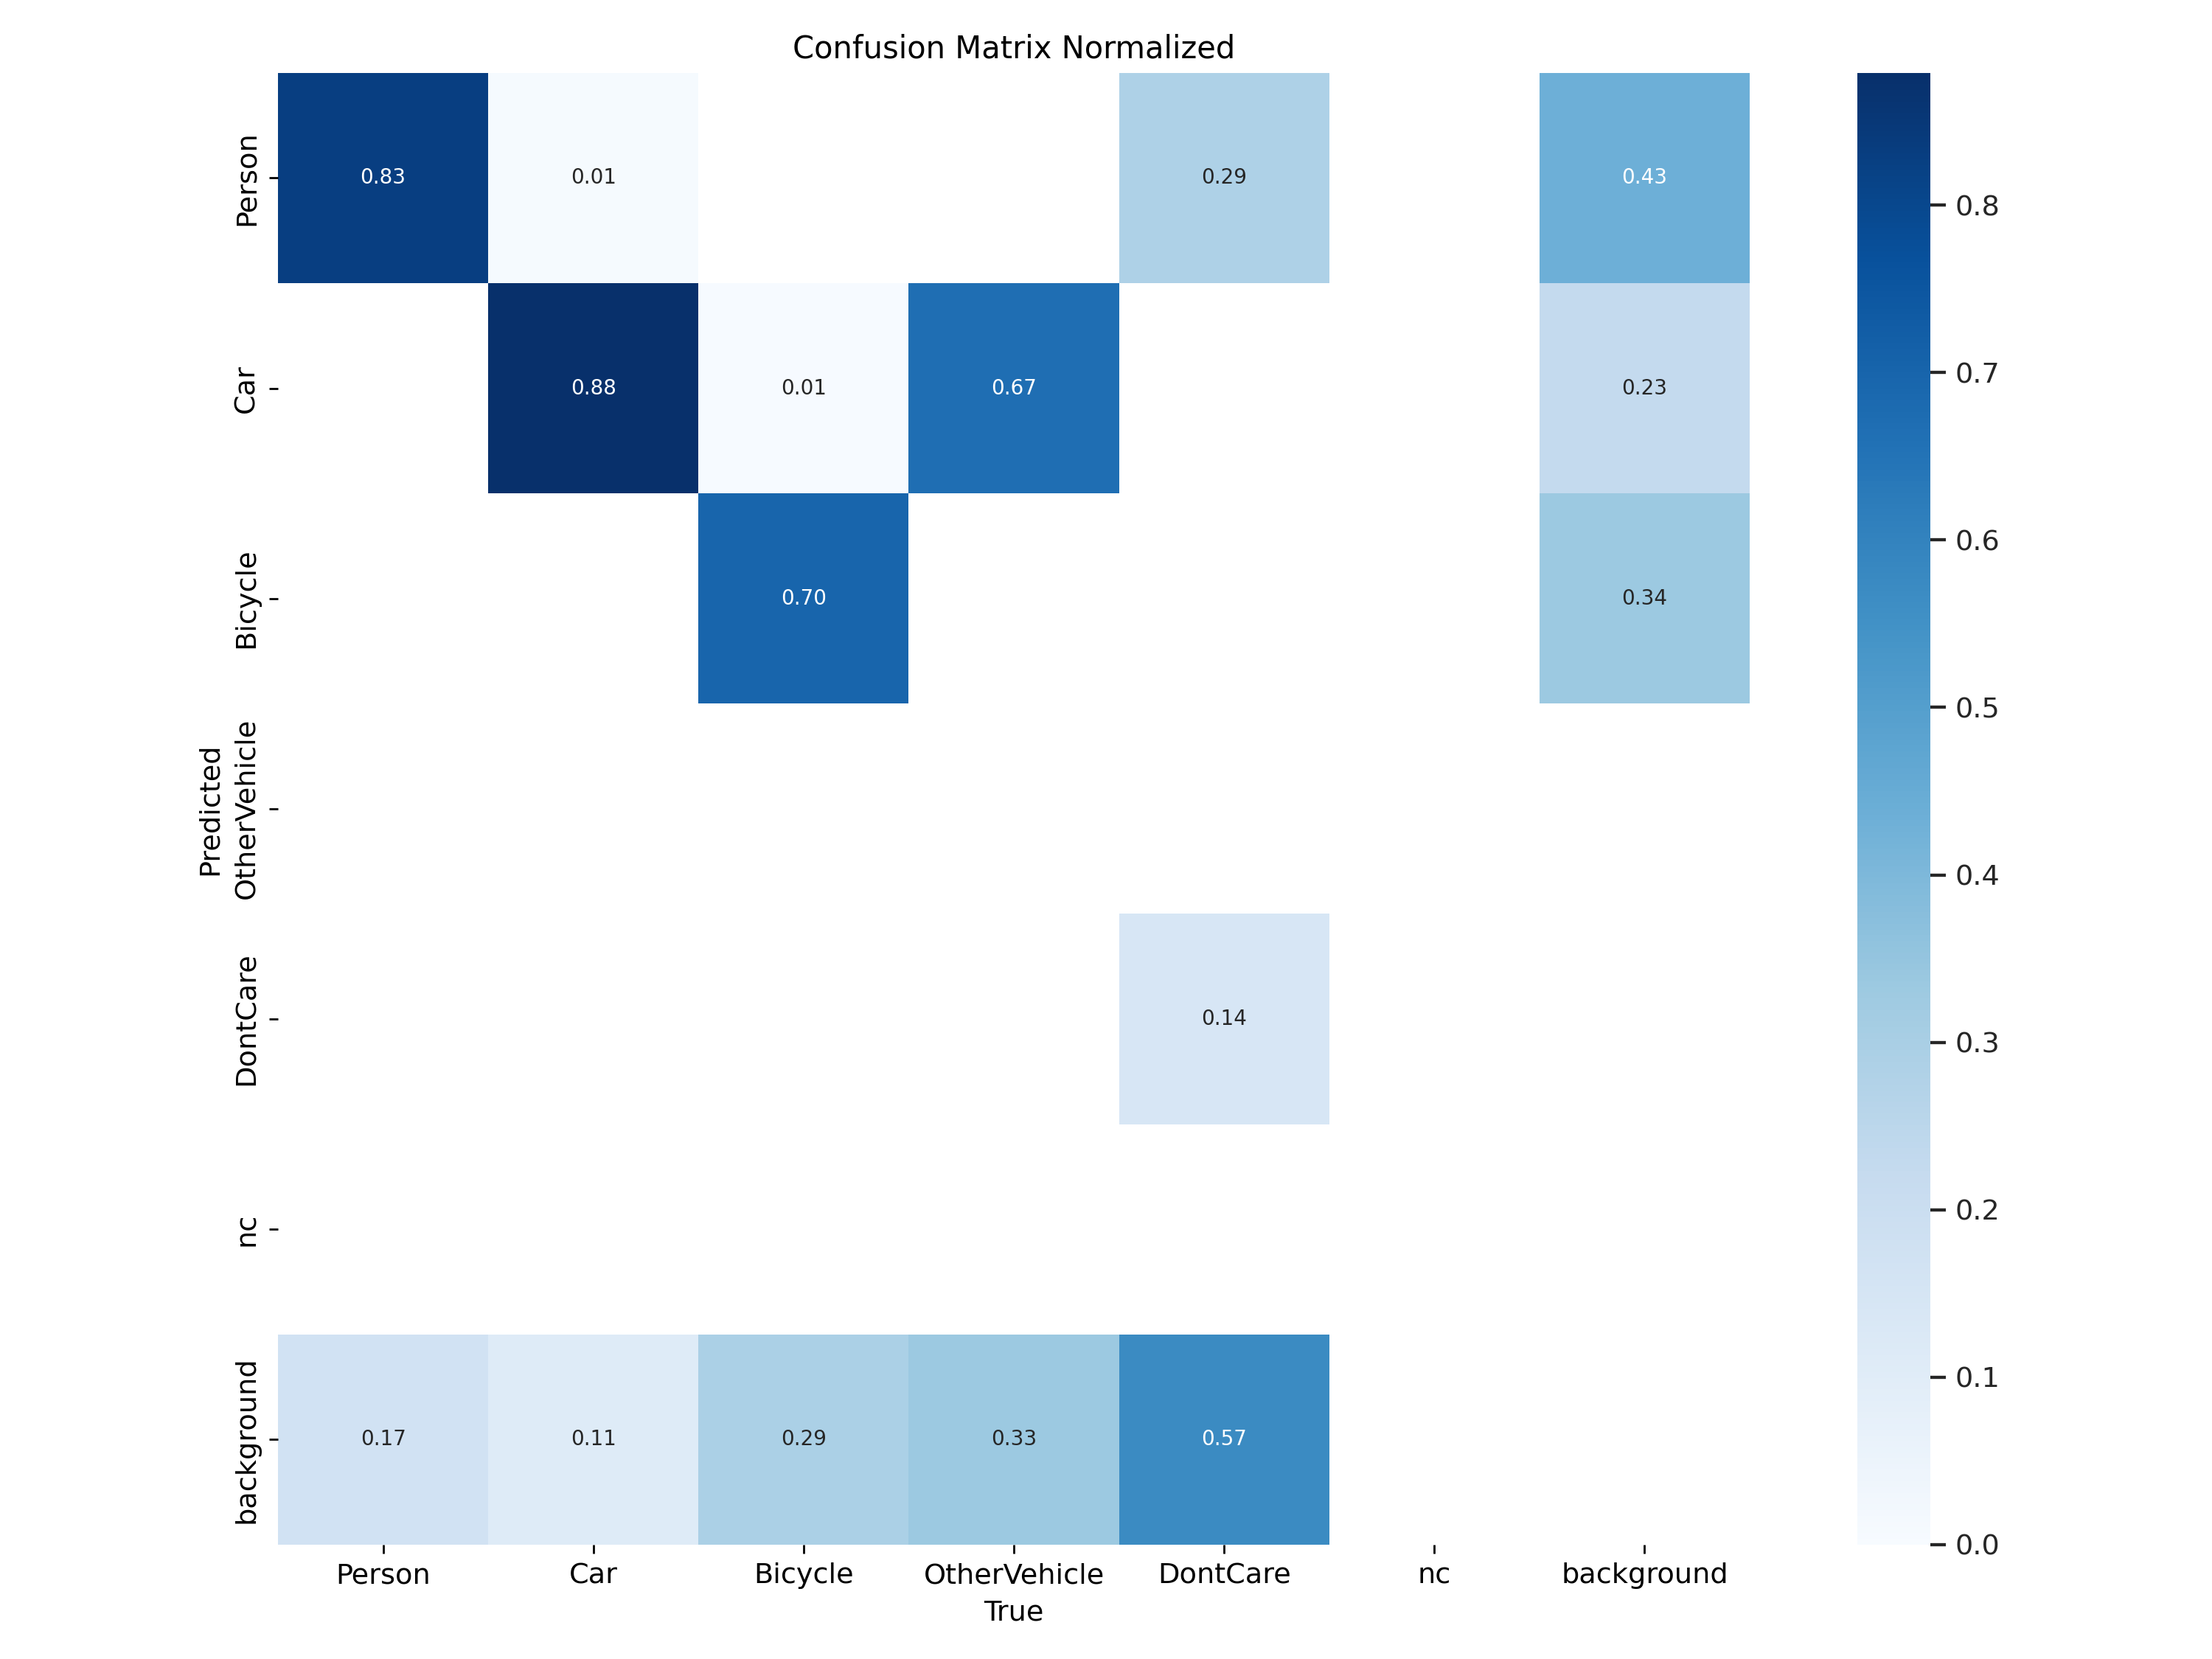 Confusion Matrix Normalized
Person
0.83
0.01
0.29
0.43
Car
0.88
0.01
0.67
0.23
Bicycle
0.70
0.34
Predicted
OtherVehicle
DontCare
0.14
nc
background
0.17
0.11
0.29
0.33
0.57
Person
Car
Bicycle
OtherVehicle
DontCare
nc
background
True
0.8
0.7
0.6
0.5
0.4
0.3
0.2
0.1
0.0